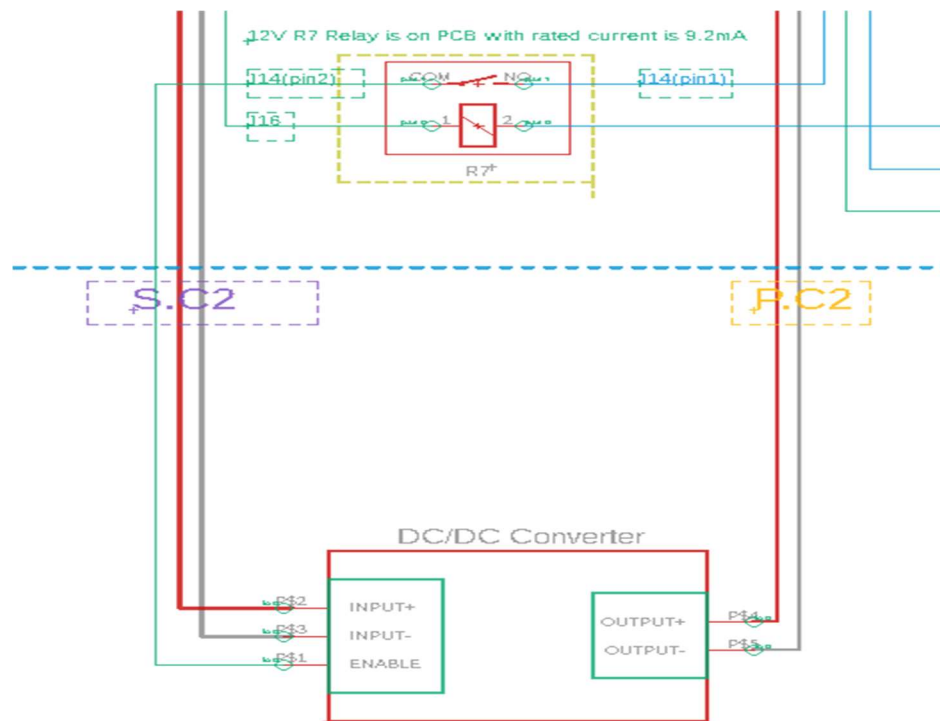 12V R7 Relay is on PCB with rated current is 9.2mA
J14(pin2) COM NO J14(pin1)
J16 1 2
R7
S.C2 P.C2
DC/DC Converter
P$2 INPUT+
P$3 INPUT-
P$1 ENABLE
OUTPUT+ P$4
OUTPUT- P$5